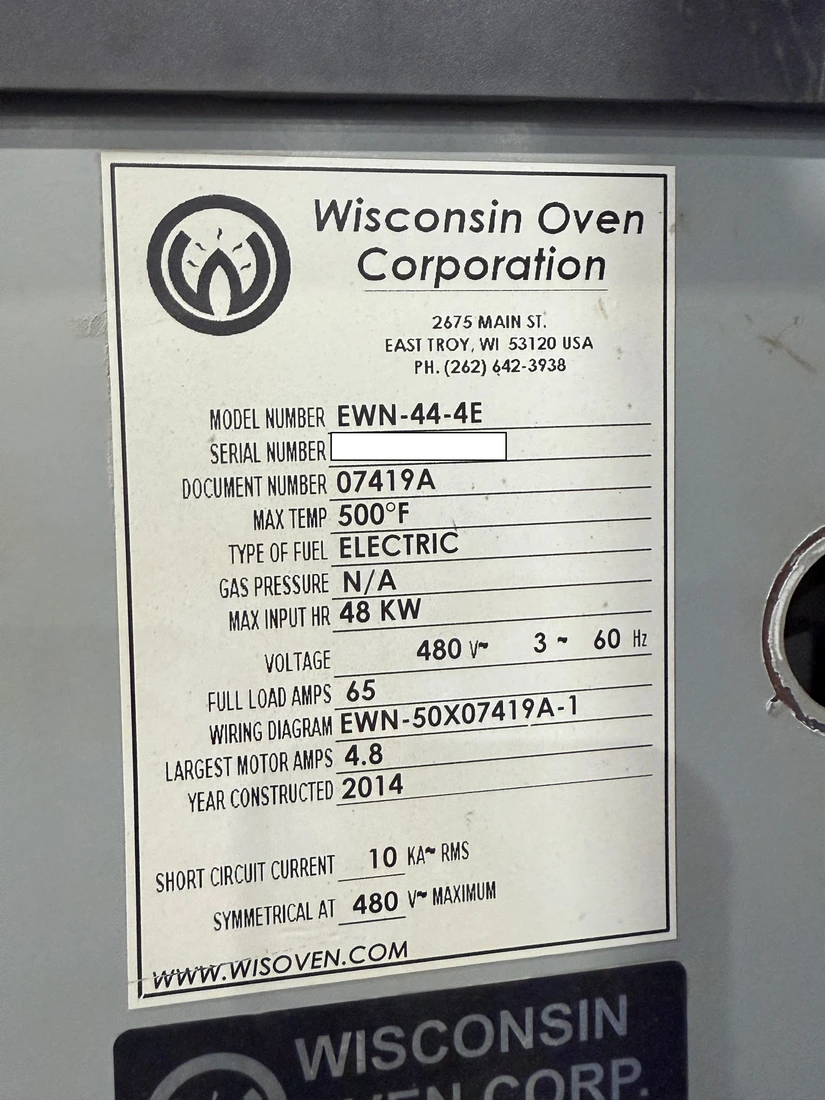 Wisconsin Oven
Corporation
2675 MAIN ST.
EAST TROY, WI 53120 USA
PH. (262) 642-3938
MODEL NUMBER EWN-44-4E
SERIAL NUMBER
DOCUMENT NUMBER 07419A
MAX TEMP 500°F
TYPE OF FUEL ELECTRIC
GAS PRESSURE N/A
MAX INPUT HR 48 KW
VOLTAGE 480 V~ 3 ~ 60 Hz
FULL LOAD AMPS 65
WIRING DIAGRAM EWN-50X07419A-1
LARGEST MOTOR AMPS 4.8
YEAR CONSTRUCTED 2014
SHORT CIRCUIT CURRENT 10 KA~ RMS
SYMMETRICAL AT 480 V~ MAXIMUM
WWW.WISOVEN.COM
WISCONSIN
OVEN CORP.